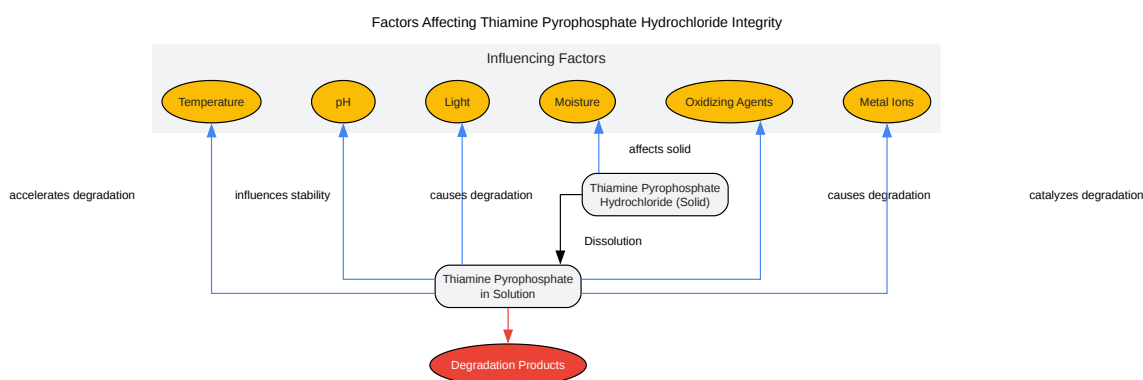 Factors Affecting Thiamine Pyrophosphate Hydrochloride Integrity
Influencing Factors
Temperature
pH
Light
Moisture
Oxidizing Agents
Metal Ions
affects solid
accelerates degradation
influences stability
causes degradation
Thiamine Pyrophosphate
Hydrochloride (Solid)
causes degradation
catalyzes degradation
Dissolution
Thiamine Pyrophosphate
in Solution
Degradation Products